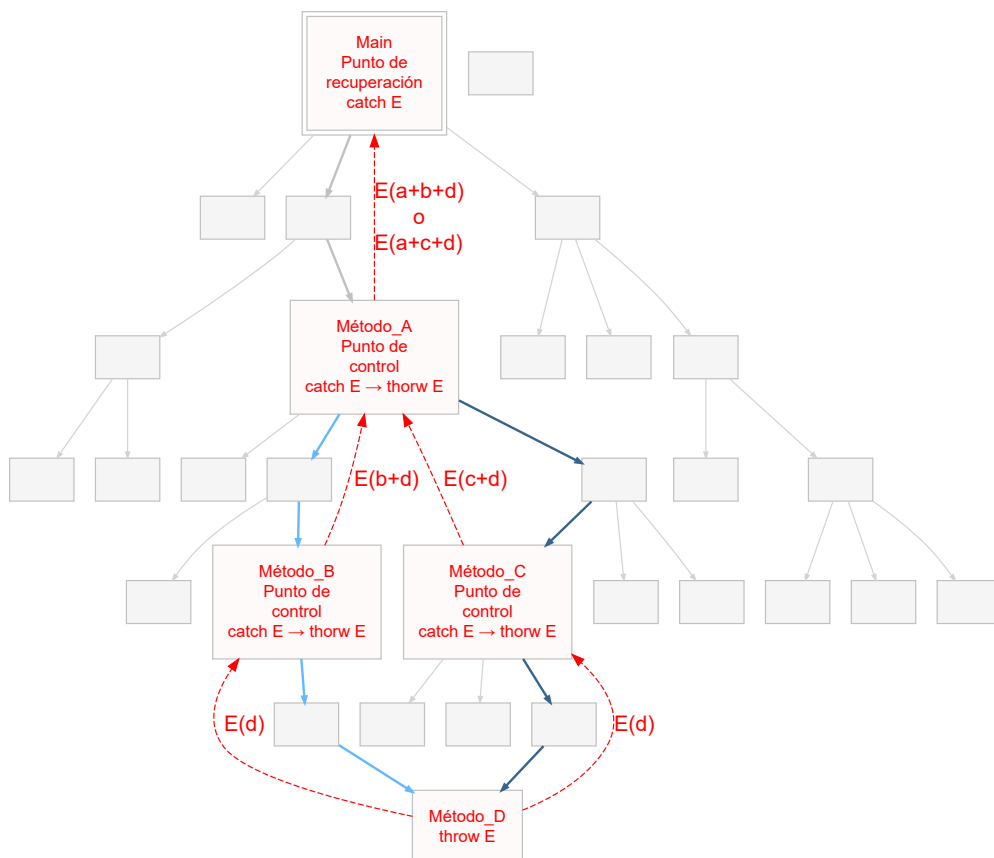 Main
Punto de
recuperación
catch E
E(a+b+d)
o
E(a+c+d)
Método_A
Punto de
control
catch E → thorw E
E(b+d)
E(c+d)
Método_B
Punto de
control
catch E → thorw E
Método_C
Punto de
control
catch E → thorw E
E(d)
E(d)
Método_D
throw E